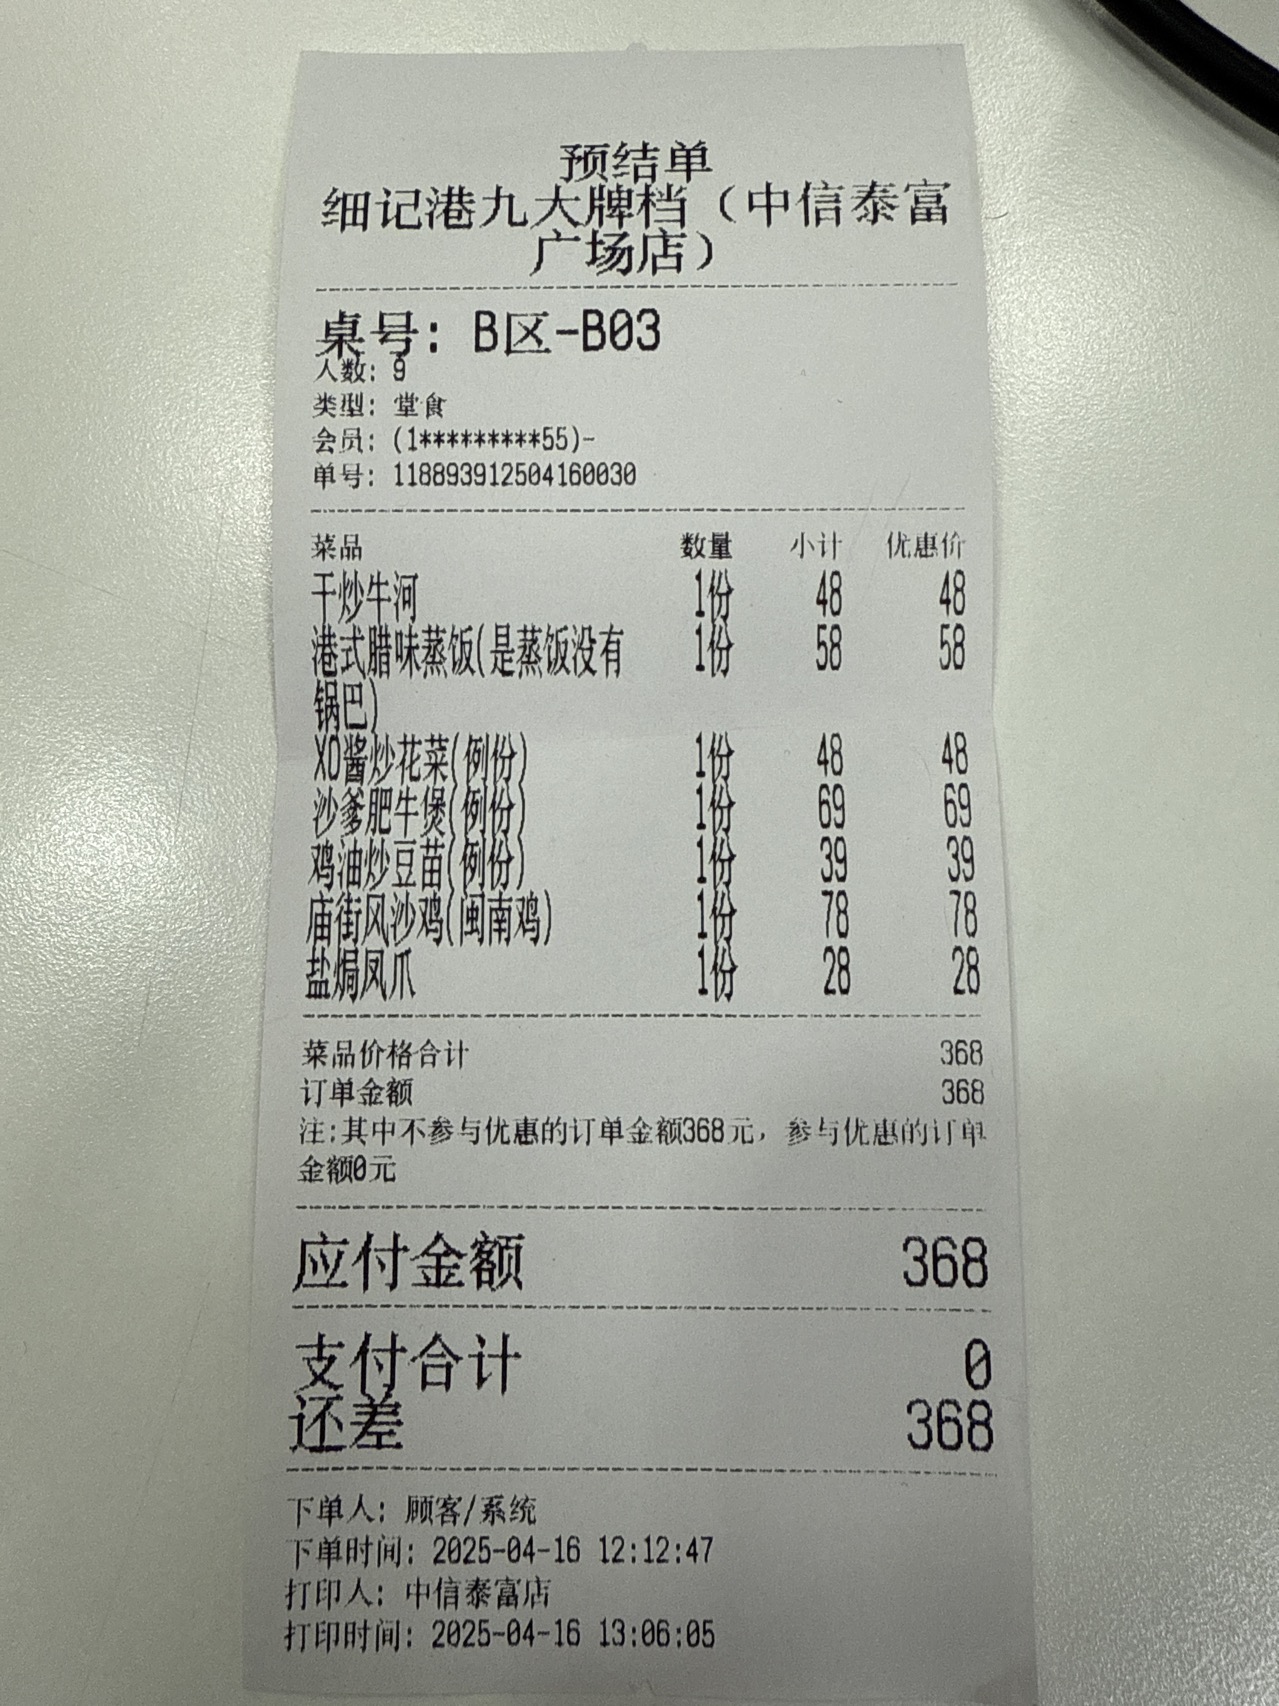 预结单
细记港九大牌档（中信泰富
广场店）
桌号: B区-B03
人数: 9
类型: 堂食
会员: (1*********55)-
单号: 118893912504160030
菜品 数量 小计 优惠价
干炒牛河 1份 48 48
港式腊味蒸饭(是蒸饭没有 1份 58 58
锅巴)
XO酱炒花菜(例份) 1份 48 48
沙爹肥牛煲(例份) 1份 69 69
鸡油炒豆苗(例份) 1份 39 39
庙街风沙鸡(闽南鸡) 1份 78 78
盐焗凤爪 1份 28 28
菜品价格合计 368
订单金额 368
注:其中不参与优惠的订单金额368元，参与优惠的订单
金额0元
应付金额 368
支付合计 0
还差 368
下单人: 顾客/系统
下单时间: 2025-04-16 12:12:47
打印人: 中信泰富店
打印时间: 2025-04-16 13:06:05